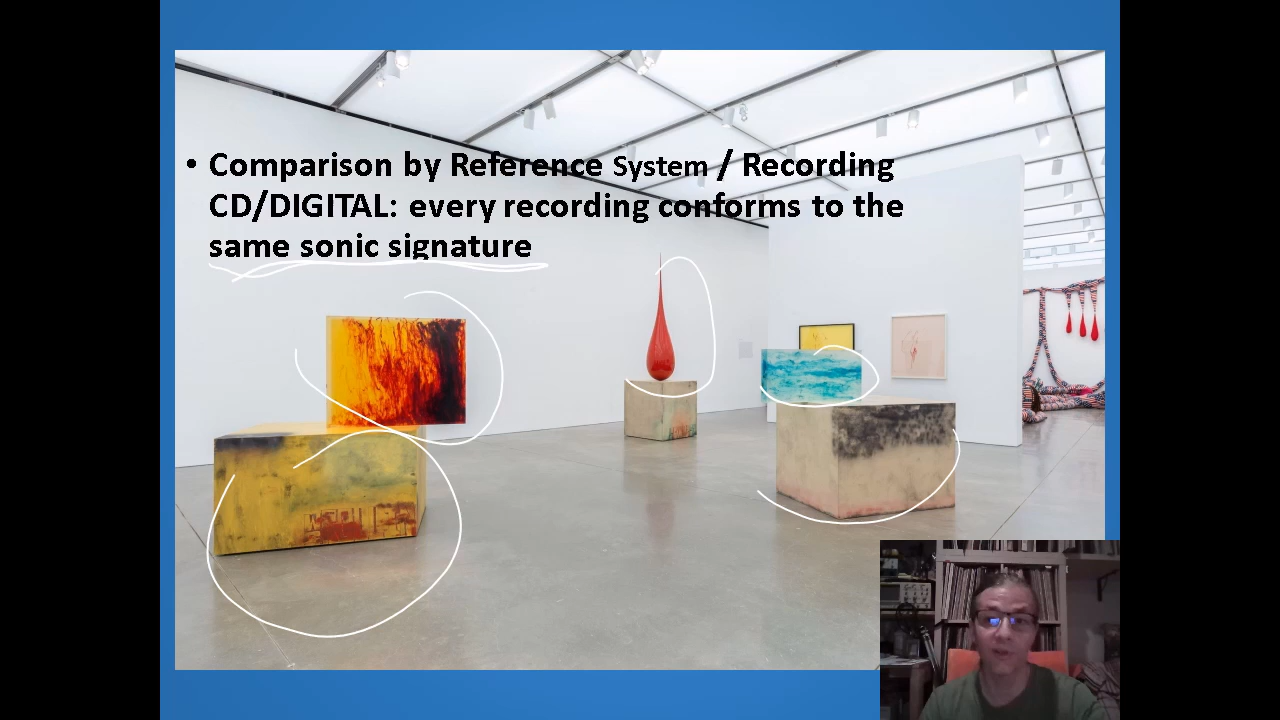 • Comparison by Reference System / Recording
CD/DIGITAL: every recording conforms to the
same sonic signature